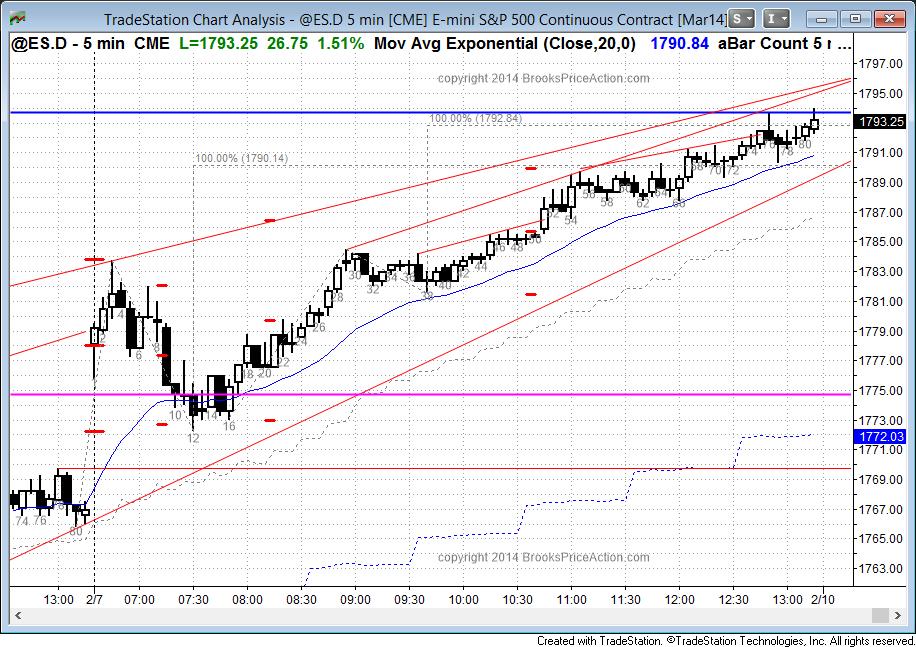 TradeStation Chart Analysis - @ES.D 5 min [CME] E-mini S&P 500 Continuous Contract [Mar14]
S I
@ES.D - 5 min CME L=1793.25 26.75 1.51% Mov Avg Exponential (Close,20,0) 1790.84 aBar Count 5 r ...
copyright 2014 BrooksPriceAction.com
1797.00
1795.00
100.00% (1792.84)
1793.25
100.00% (1790.14)
1791.00
1789.00
1787.00
1785.00
1783.00
1781.00
1779.00
1777.00
1775.00
1773.00
1772.03
1771.00
1769.00
1767.00
1765.00
1763.00
2 4 6 8 10 12 14 16 18 20 22 24 26 28 30 32 34 38 40 42 44 46 48 50 52 54 56 58 62 64 66 68 70 72 78 80
74 76 80
copyright 2014 BrooksPriceAction.com
13:00 2/7 07:00 07:30 08:00 08:30 09:00 09:30 10:00 10:30 11:00 11:30 12:00 12:30 13:00 2/10
Created with TradeStation. ©TradeStation Technologies, Inc. All rights reserved.